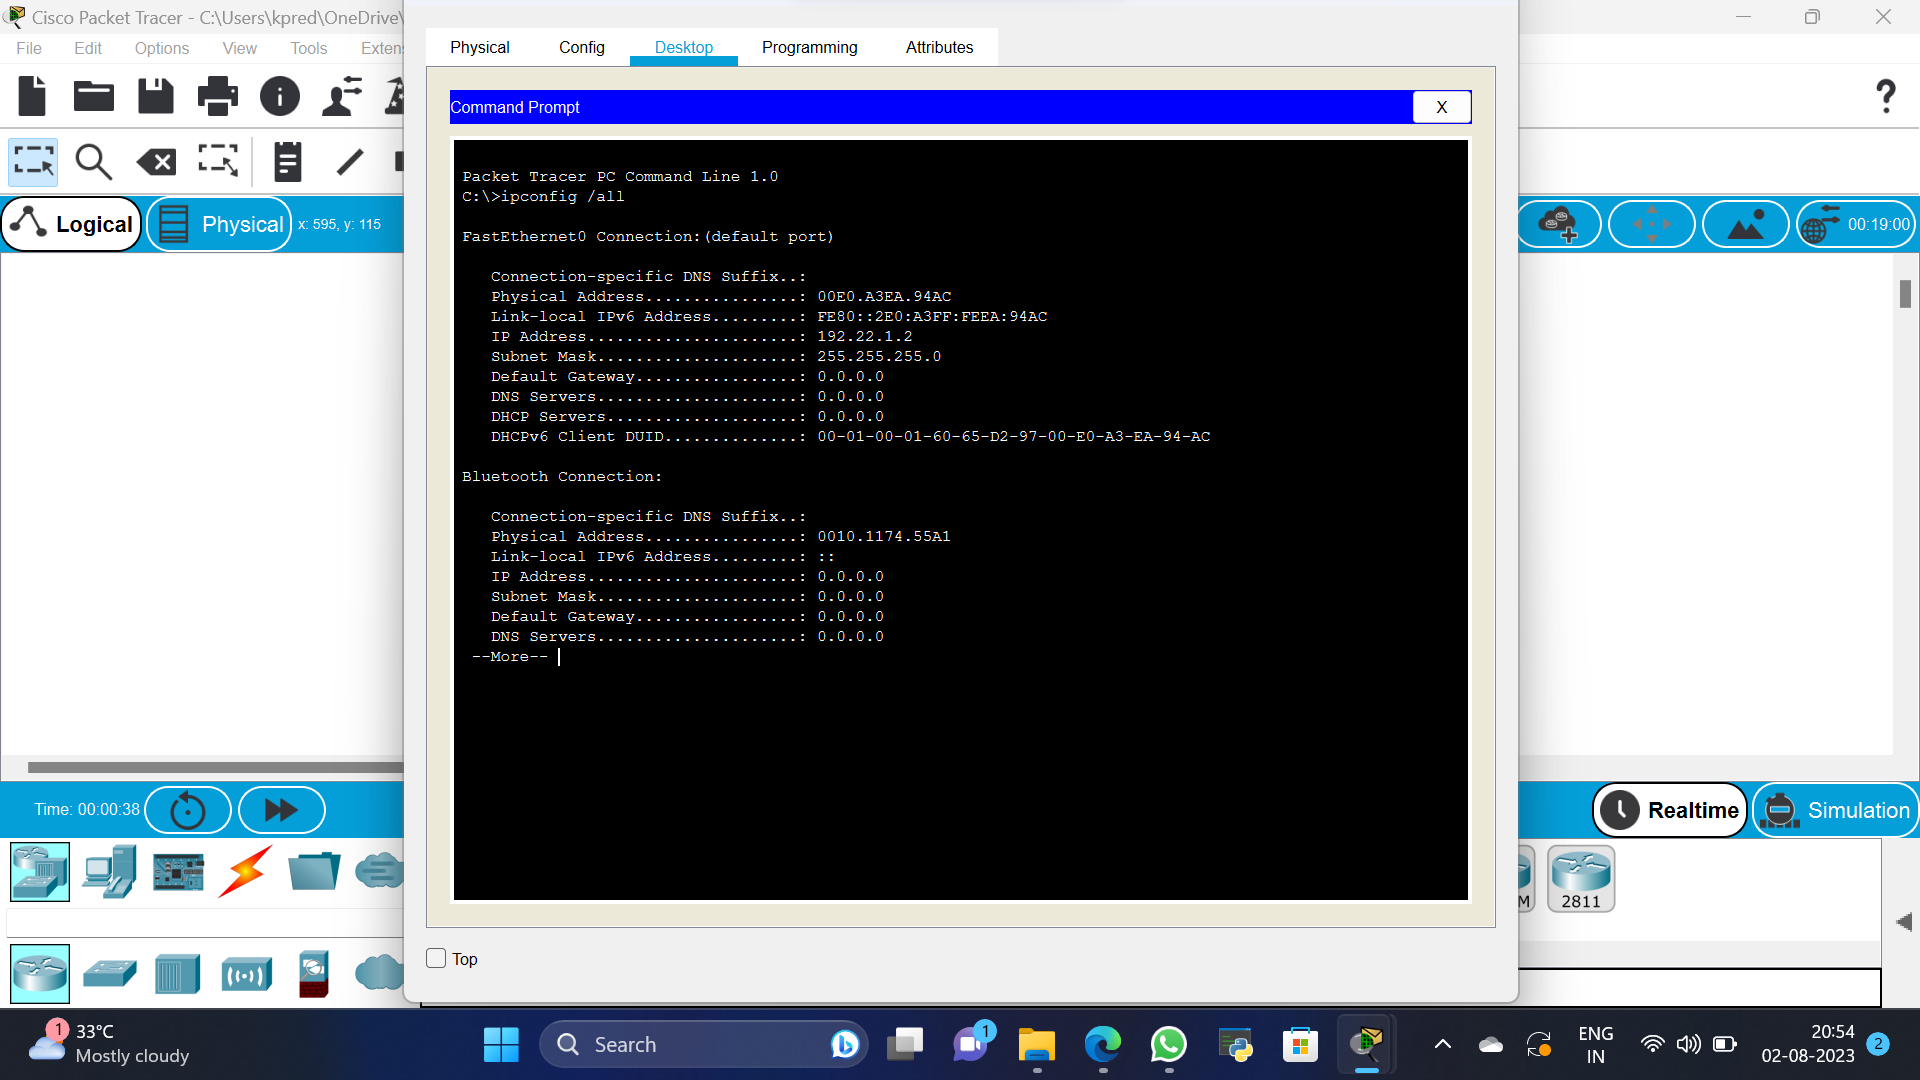 Cisco Packet Tracer - C:\Users\kpred\OneDrive\
File Edit Options View Tools Exten
Physical Config Desktop Programming Attributes
Command Prompt X
Logical Physical x: 595, y: 115
00:19:00
Packet Tracer PC Command Line 1.0
C:\>ipconfig /all
FastEthernet0 Connection:(default port)
Connection-specific DNS Suffix..:
Physical Address................: 00E0.A3EA.94AC
Link-local IPv6 Address.........: FE80::2E0:A3FF:FEEA:94AC
IP Address......................: 192.22.1.2
Subnet Mask.....................: 255.255.255.0
Default Gateway.................: 0.0.0.0
DNS Servers.....................: 0.0.0.0
DHCP Servers....................: 0.0.0.0
DHCPv6 Client DUID..............: 00-01-00-01-60-65-D2-97-00-E0-A3-EA-94-AC
Bluetooth Connection:
Connection-specific DNS Suffix..:
Physical Address................: 0010.1174.55A1
Link-local IPv6 Address.........: ::
IP Address......................: 0.0.0.0
Subnet Mask.....................: 0.0.0.0
Default Gateway.................: 0.0.0.0
DNS Servers.....................: 0.0.0.0
--More--
Time: 00:00:38
Realtime Simulation
M 2811
Top
1 33°C
Mostly cloudy
Search
1
ENG
IN
20:54
02-08-2023
2